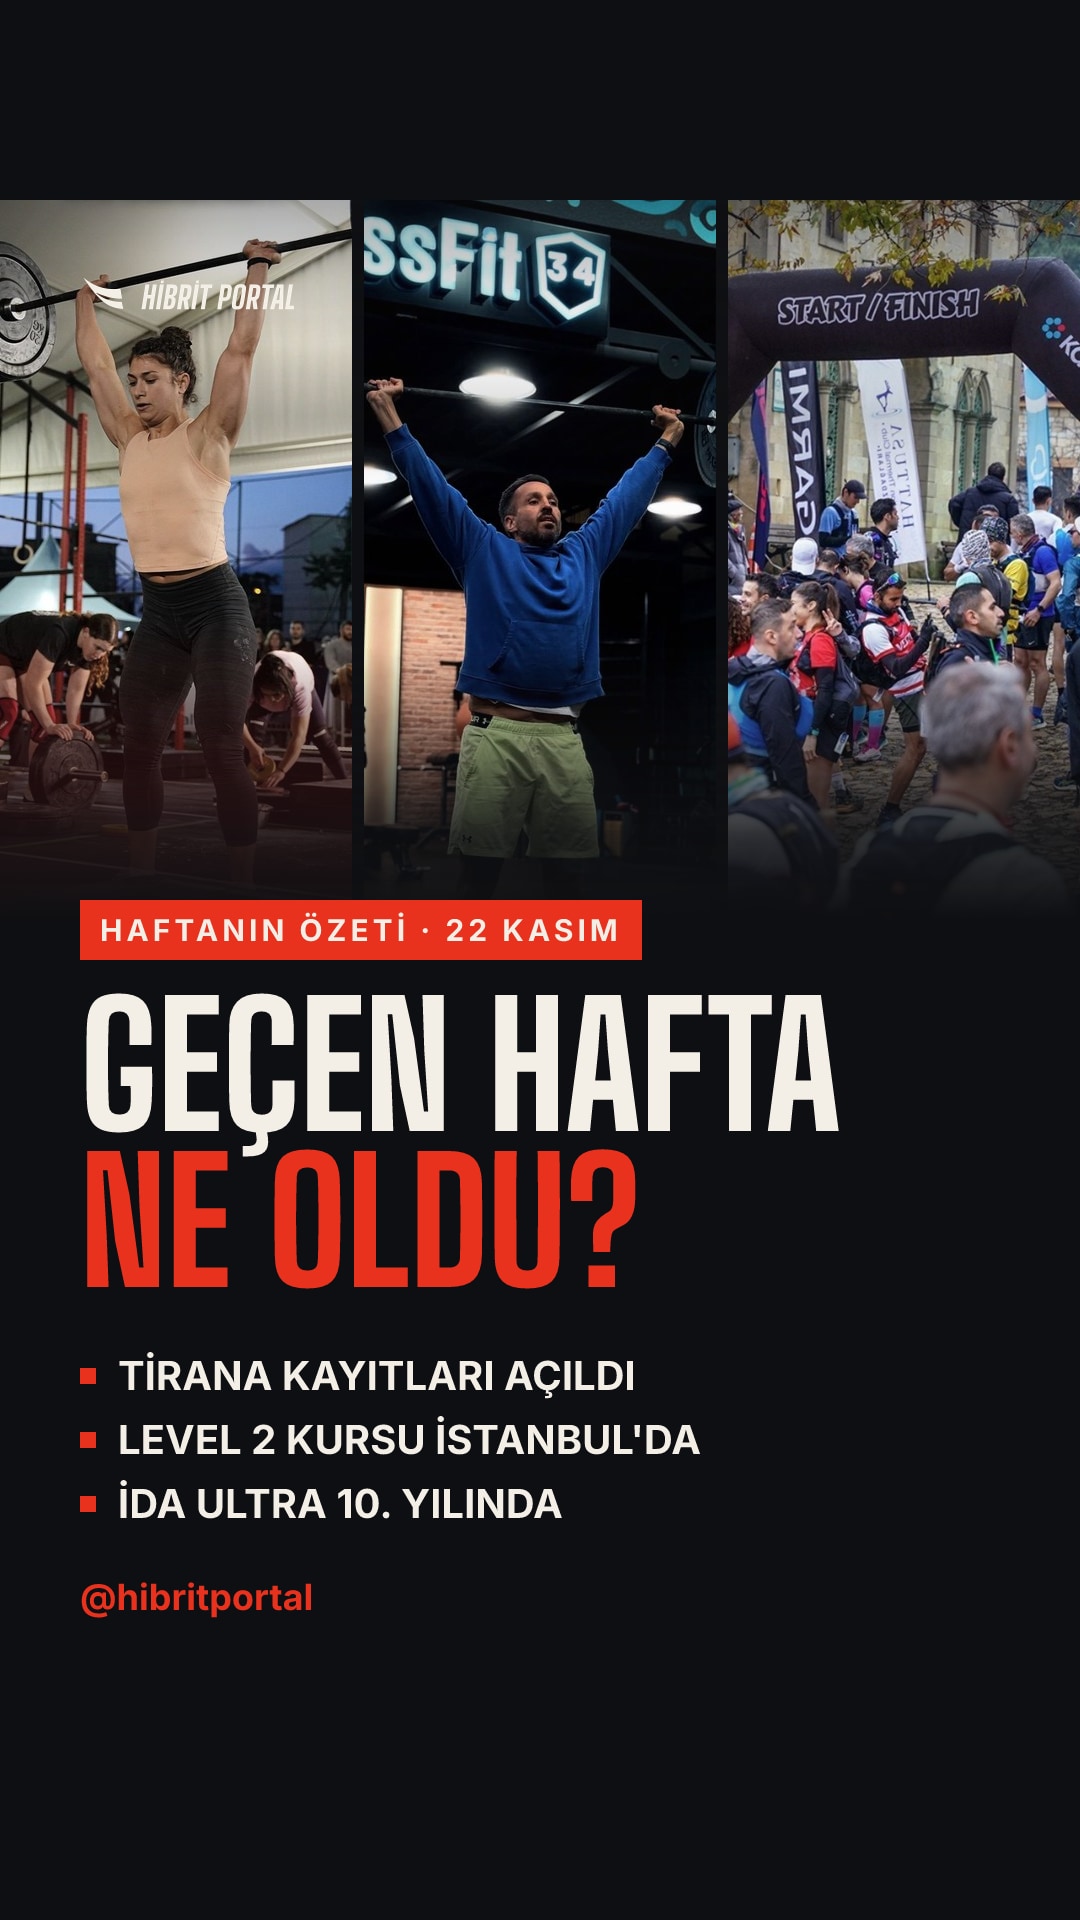 HİBRİT PORTAL
ssFit 34
START / FINISH
GARMIN
HAFTANIN ÖZETİ · 22 KASIM
GEÇEN HAFTA
NE OLDU?
TİRANA KAYITLARI AÇILDI
LEVEL 2 KURSU İSTANBUL'DA
İDA ULTRA 10. YILINDA
@hibritportal